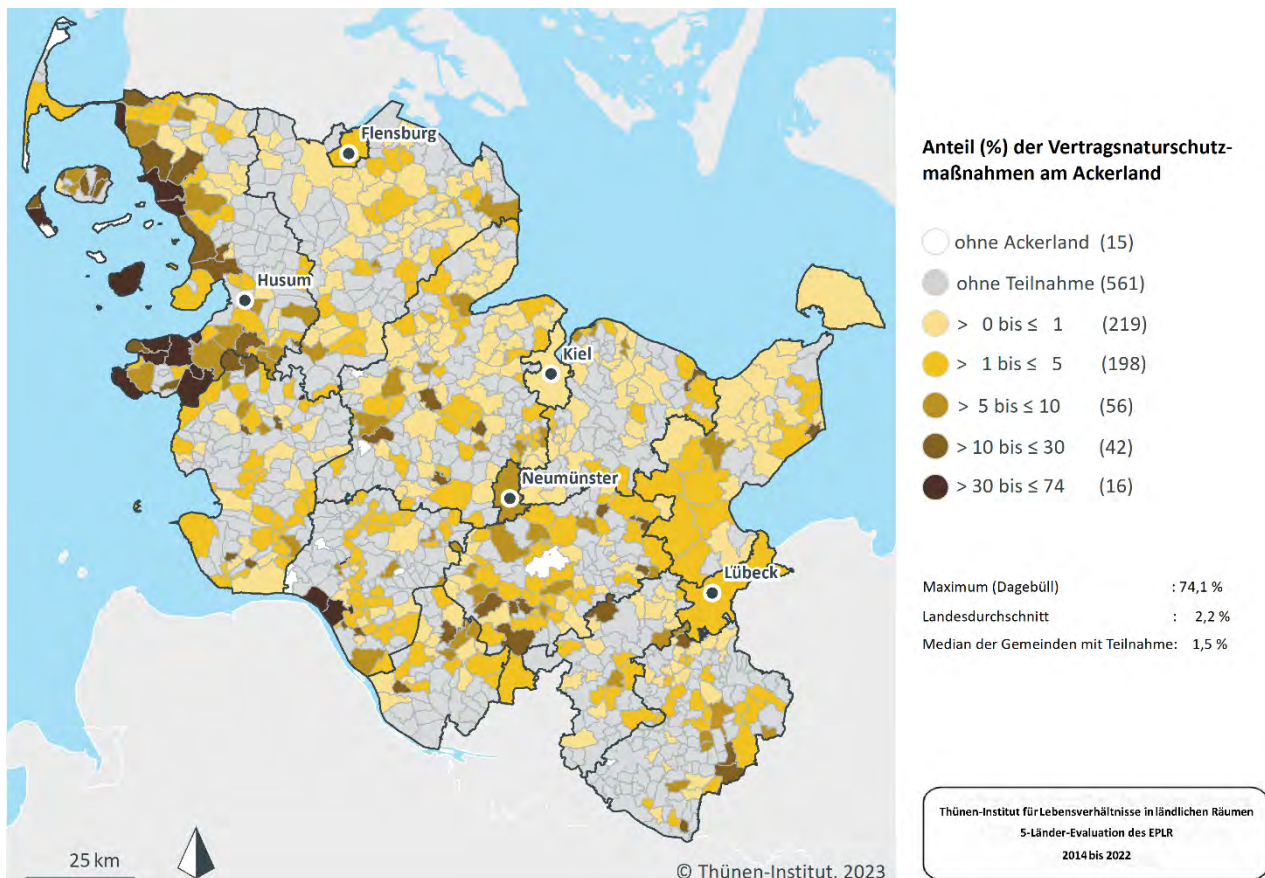 Flensburg
Husum
Kiel
Neumünster
Lübeck
25 km
© Thünen-Institut, 2023
Anteil (%) der Vertragsnaturschutz-
maßnahmen am Ackerland
ohne Ackerland (15)
ohne Teilnahme (561)
> 0 bis ≤ 1 (219)
> 1 bis ≤ 5 (198)
> 5 bis ≤ 10 (56)
> 10 bis ≤ 30 (42)
> 30 bis ≤ 74 (16)
Maximum (Dagebüll) : 74,1 %
Landesdurchschnitt : 2,2 %
Median der Gemeinden mit Teilnahme: 1,5 %
Thünen-Institut für Lebensverhältnisse in ländlichen Räumen
5-Länder-Evaluation des EPLR
2014 bis 2022